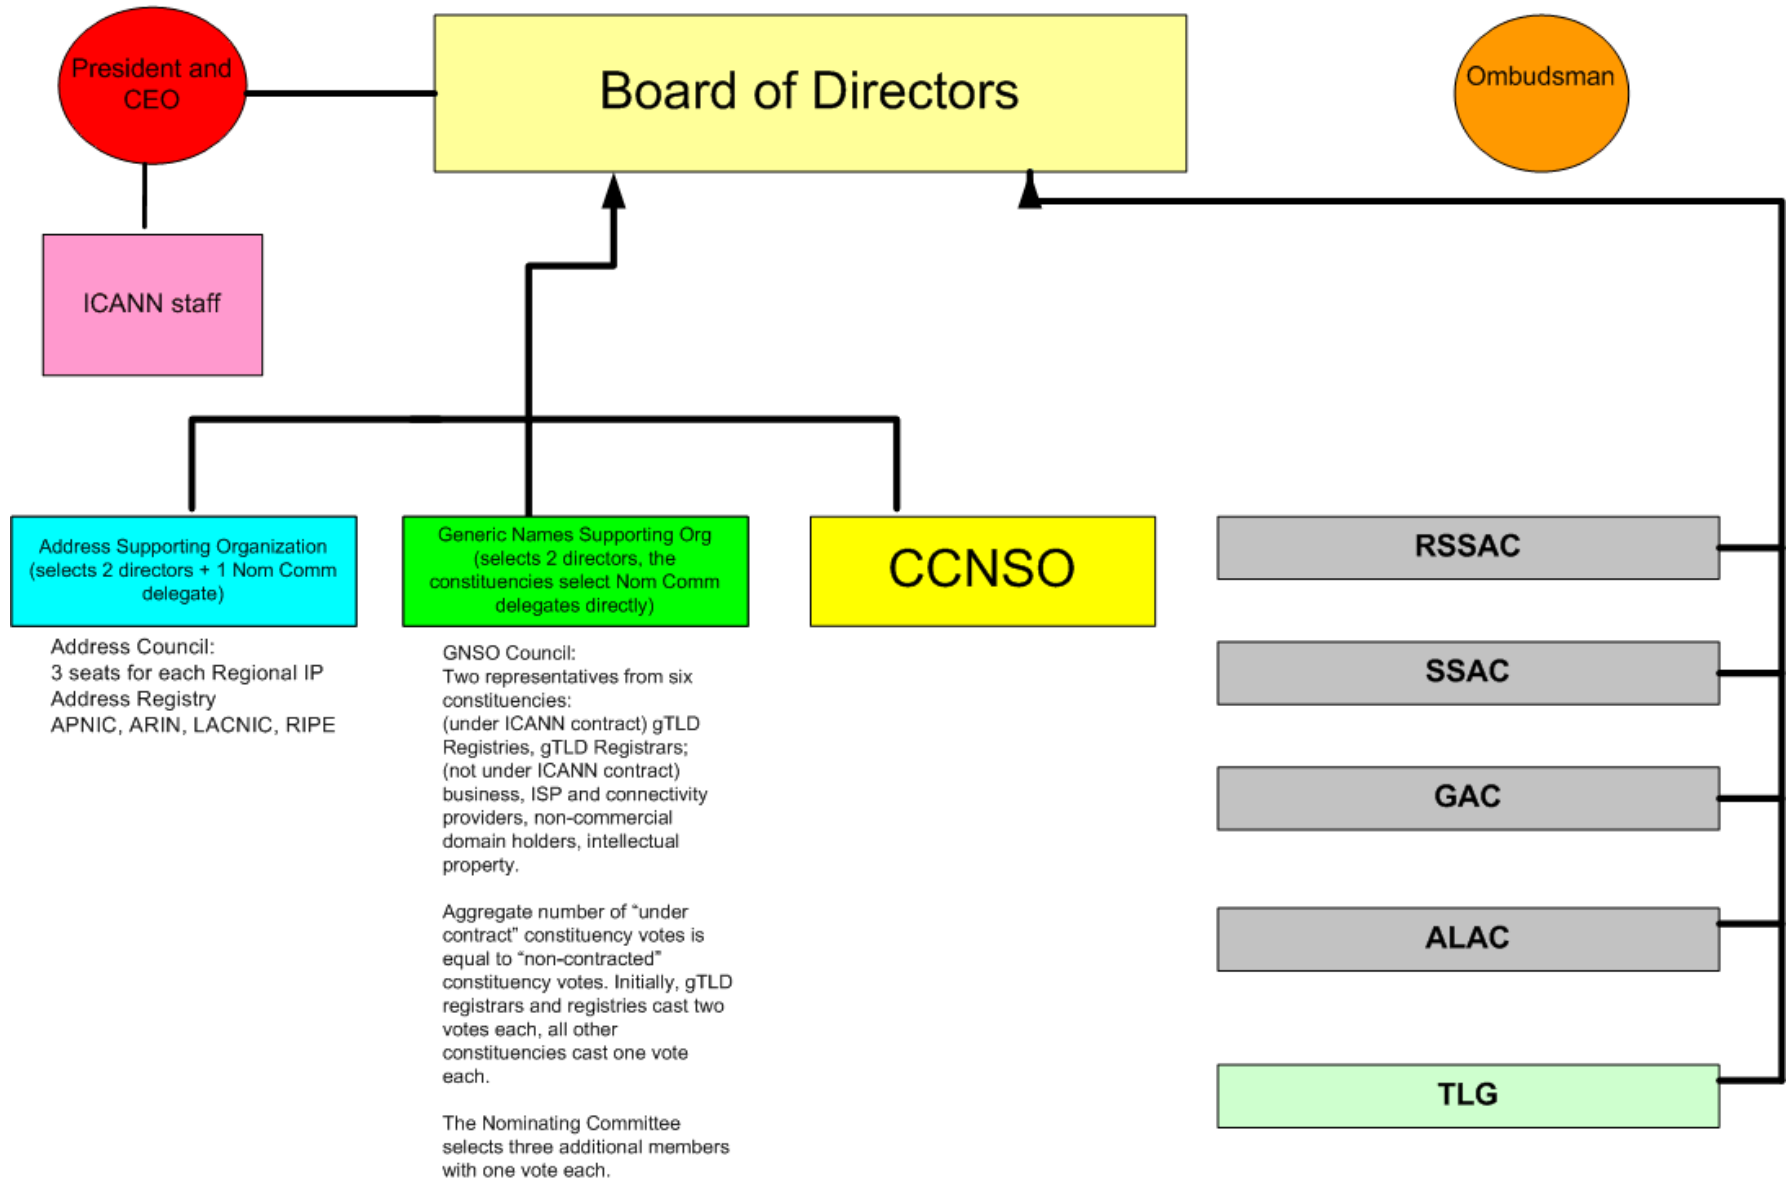 President and
CEO
Board of Directors
Ombudsman
ICANN staff
Address Supporting Organization
(selects 2 directors + 1 Nom Comm
delegate)
Address Council:
3 seats for each Regional IP
Address Registry
APNIC, ARIN, LACNIC, RIPE
Generic Names Supporting Org
(selects 2 directors, the
constituencies select Nom Comm
delegates directly)
GNSO Council:
Two representatives from six
constituencies:
(under ICANN contract) gTLD
Registries, gTLD Registrars;
(not under ICANN contract)
business, ISP and connectivity
providers, non-commercial
domain holders, intellectual
property.
Aggregate number of “under
contract” constituency votes is
equal to “non-contracted”
constituency votes. Initially, gTLD
registrars and registries cast two
votes each, all other
constituencies cast one vote
each.
The Nominating Committee
selects three additional members
with one vote each.
CCNSO
RSSAC
SSAC
GAC
ALAC
TLG